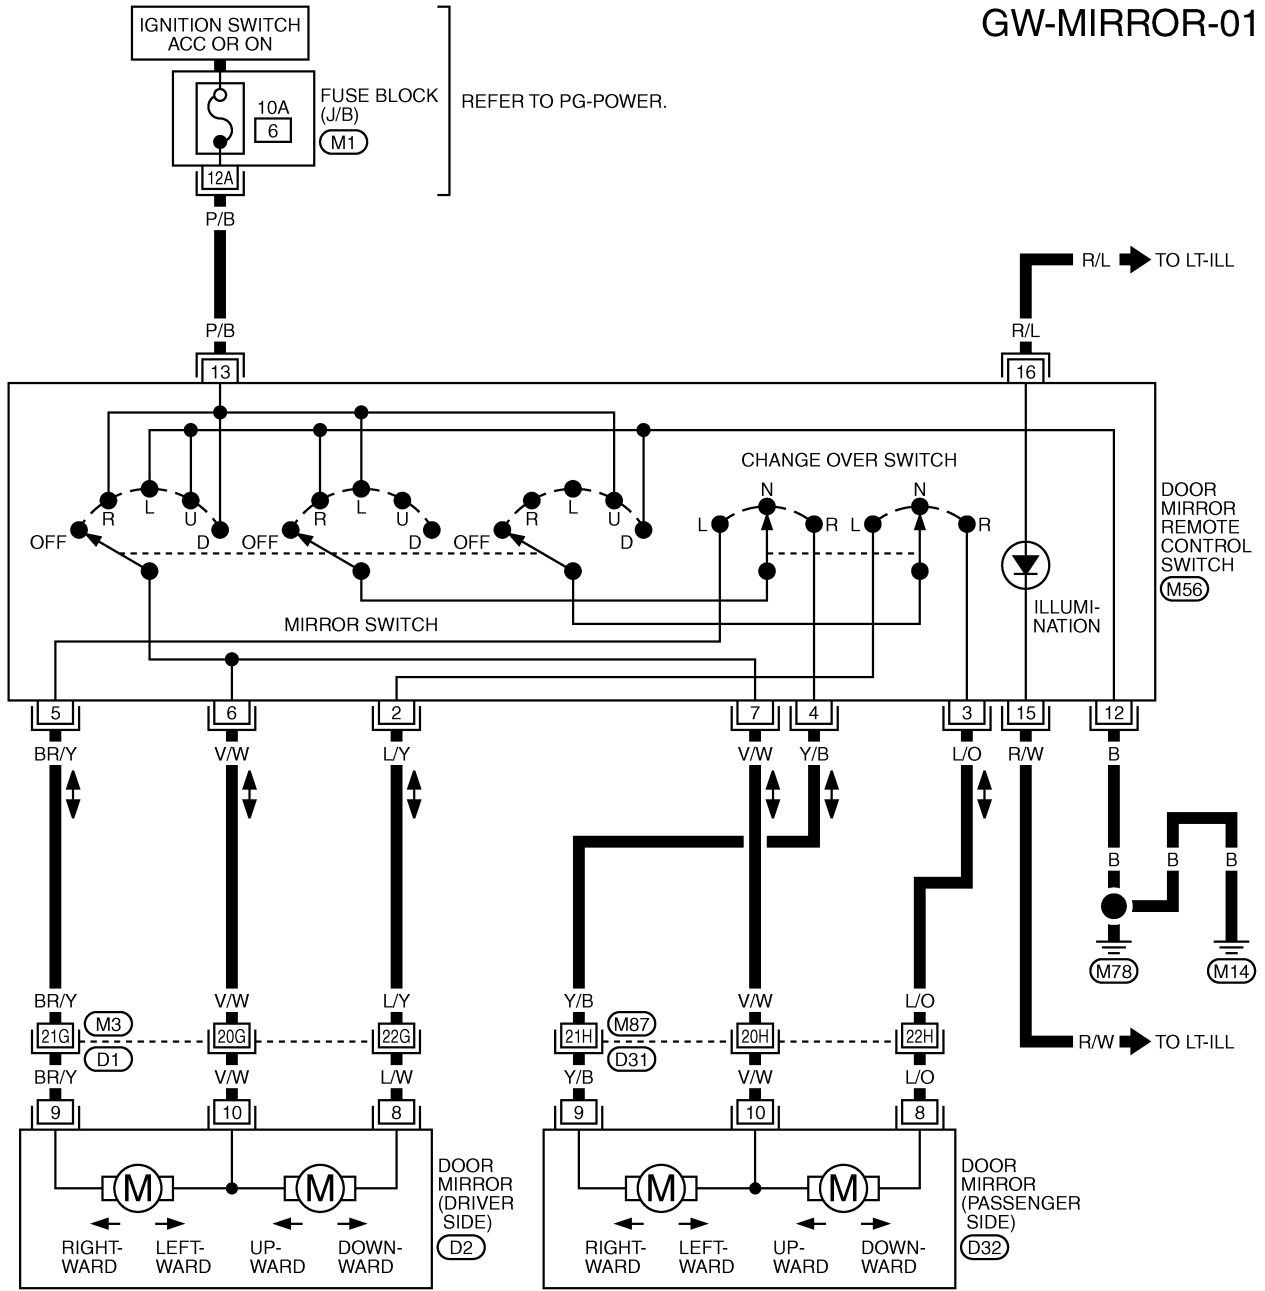 GW-MIRROR-01
IGNITION SWITCH
ACC OR ON
FUSE BLOCK
(J/B)
M1
10A
6
REFER TO PG-POWER.
12A
P/B
R/L
TO LT-ILL
P/B
R/L
13
16
CHANGE OVER SWITCH
OFF
R
L
U
D
OFF
R
L
U
D
OFF
R
L
U
D
L
N
R
L
N
R
DOOR
MIRROR
REMOTE
CONTROL
SWITCH
M56
ILLUMI-
NATION
MIRROR SWITCH
5
6
2
7
4
3
15
12
BR/Y
V/W
L/Y
V/W
Y/B
L/O
R/W
B
B
B
B
M78
M14
BR/Y
V/W
L/Y
Y/B
V/W
L/O
21G
M3
D1
20G
22G
21H
M87
D31
20H
22H
R/W
TO LT-ILL
BR/Y
V/W
L/W
Y/B
V/W
L/O
9
10
8
9
10
8
M
M
M
M
DOOR
MIRROR
(DRIVER
SIDE)
D2
DOOR
MIRROR
(PASSENGER
SIDE)
D32
RIGHT-
WARD
LEFT-
WARD
UP-
WARD
DOWN-
WARD
RIGHT-
WARD
LEFT-
WARD
UP-
WARD
DOWN-
WARD